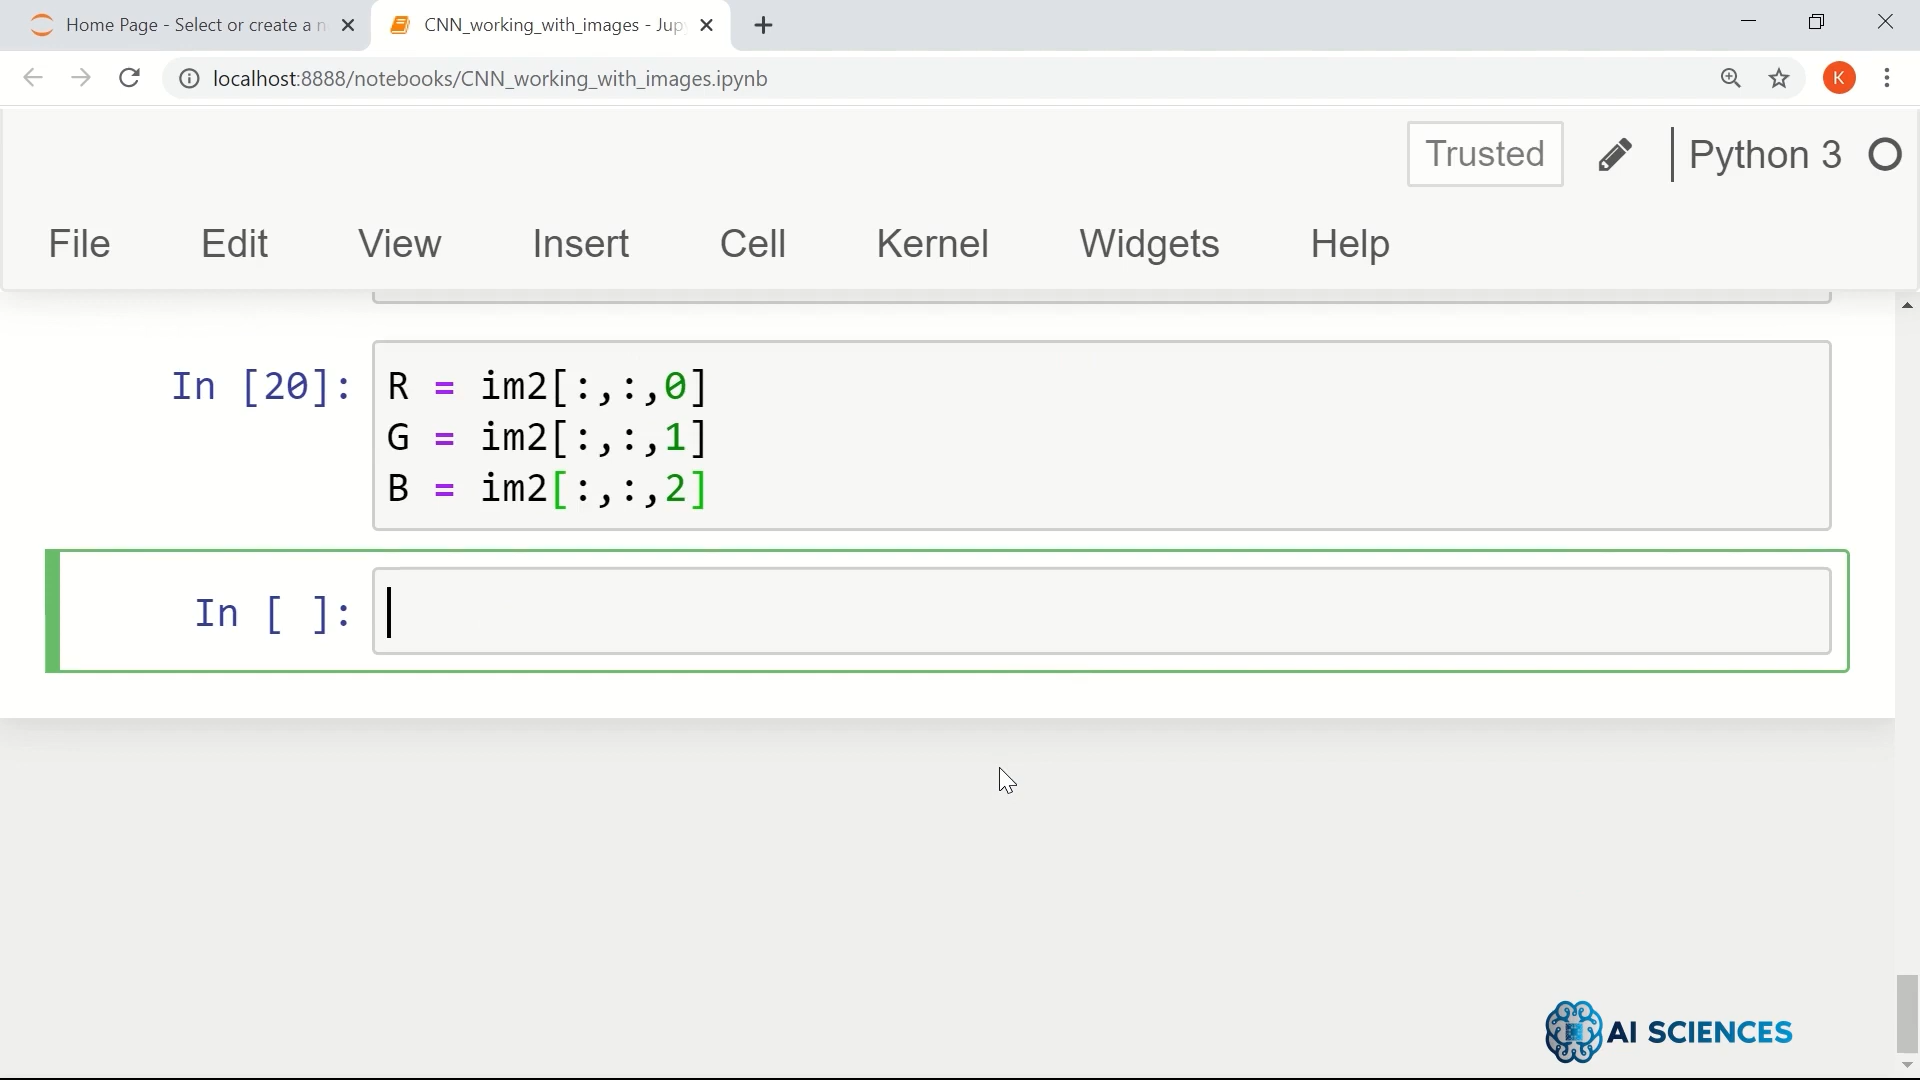 Home Page - Select or create a n
CNN_working_with_images - Jup
localhost:8888/notebooks/CNN_working_with_images.ipynb
K
Trusted
Python 3
File Edit View Insert Cell Kernel Widgets Help
In [20]:
R = im2[:,:,0]
G = im2[:,:,1]
B = im2[:,:,2]
In [ ]:
AI SCIENCES